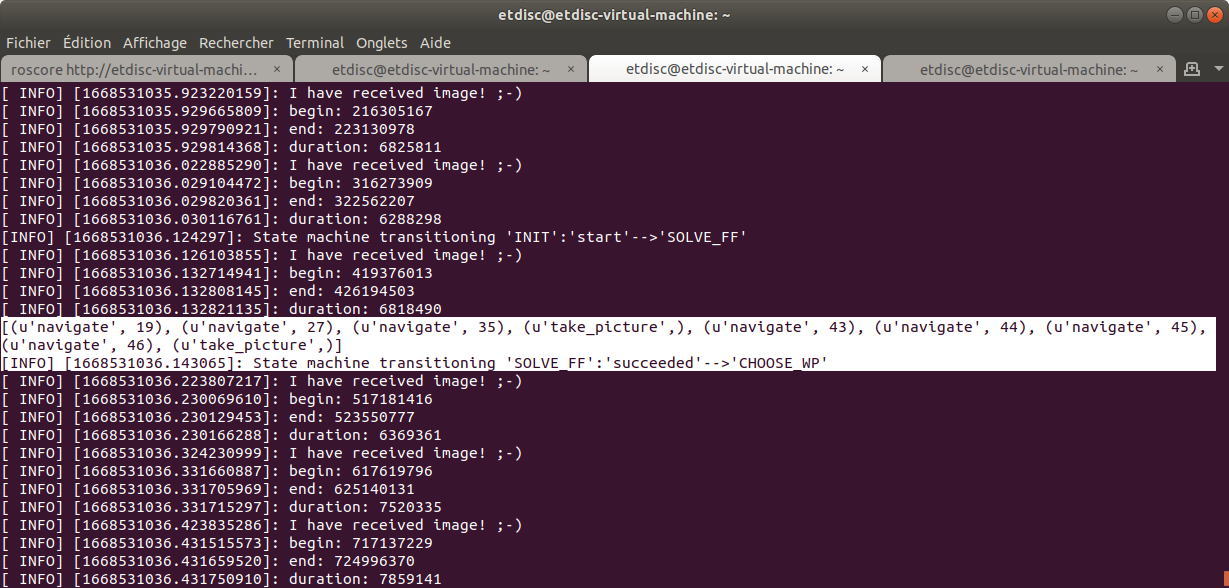 etdisc@etdisc-virtual-machine: ~
Fichier Édition Affichage Rechercher Terminal Onglets Aide
roscore http://etdisc-virtual-machi... × etdisc@etdisc-virtual-machine: ~ × etdisc@etdisc-virtual-machine: ~ × etdisc@etdisc-virtual-machine: ~ ×
[ INFO] [1668531035.923220159]: I have received image! ;-)
[ INFO] [1668531035.929665809]: begin: 216305167
[ INFO] [1668531035.929790921]: end: 223130978
[ INFO] [1668531035.929814368]: duration: 6825811
[ INFO] [1668531036.022885290]: I have received image! ;-)
[ INFO] [1668531036.029104472]: begin: 316273909
[ INFO] [1668531036.029820361]: end: 322562207
[ INFO] [1668531036.030116761]: duration: 6288298
[INFO] [1668531036.124297]: State machine transitioning 'INIT':'start'-->'SOLVE_FF'
[ INFO] [1668531036.126103855]: I have received image! ;-)
[ INFO] [1668531036.132714941]: begin: 419376013
[ INFO] [1668531036.132808145]: end: 426194503
[ INFO] [1668531036.132821135]: duration: 6818490
[(u'navigate', 19), (u'navigate', 27), (u'navigate', 35), (u'take_picture',), (u'navigate', 43), (u'navigate', 44), (u'navigate', 45),
(u'navigate', 46), (u'take_picture',)]
[INFO] [1668531036.143065]: State machine transitioning 'SOLVE_FF':'succeeded'-->'CHOOSE_WP'
[ INFO] [1668531036.223807217]: I have received image! ;-)
[ INFO] [1668531036.230069610]: begin: 517181416
[ INFO] [1668531036.230129453]: end: 523550777
[ INFO] [1668531036.230166288]: duration: 6369361
[ INFO] [1668531036.324230999]: I have received image! ;-)
[ INFO] [1668531036.331660887]: begin: 617619796
[ INFO] [1668531036.331705969]: end: 625140131
[ INFO] [1668531036.331715297]: duration: 7520335
[ INFO] [1668531036.423835286]: I have received image! ;-)
[ INFO] [1668531036.431515573]: begin: 717137229
[ INFO] [1668531036.431659520]: end: 724996370
[ INFO] [1668531036.431750910]: duration: 7859141